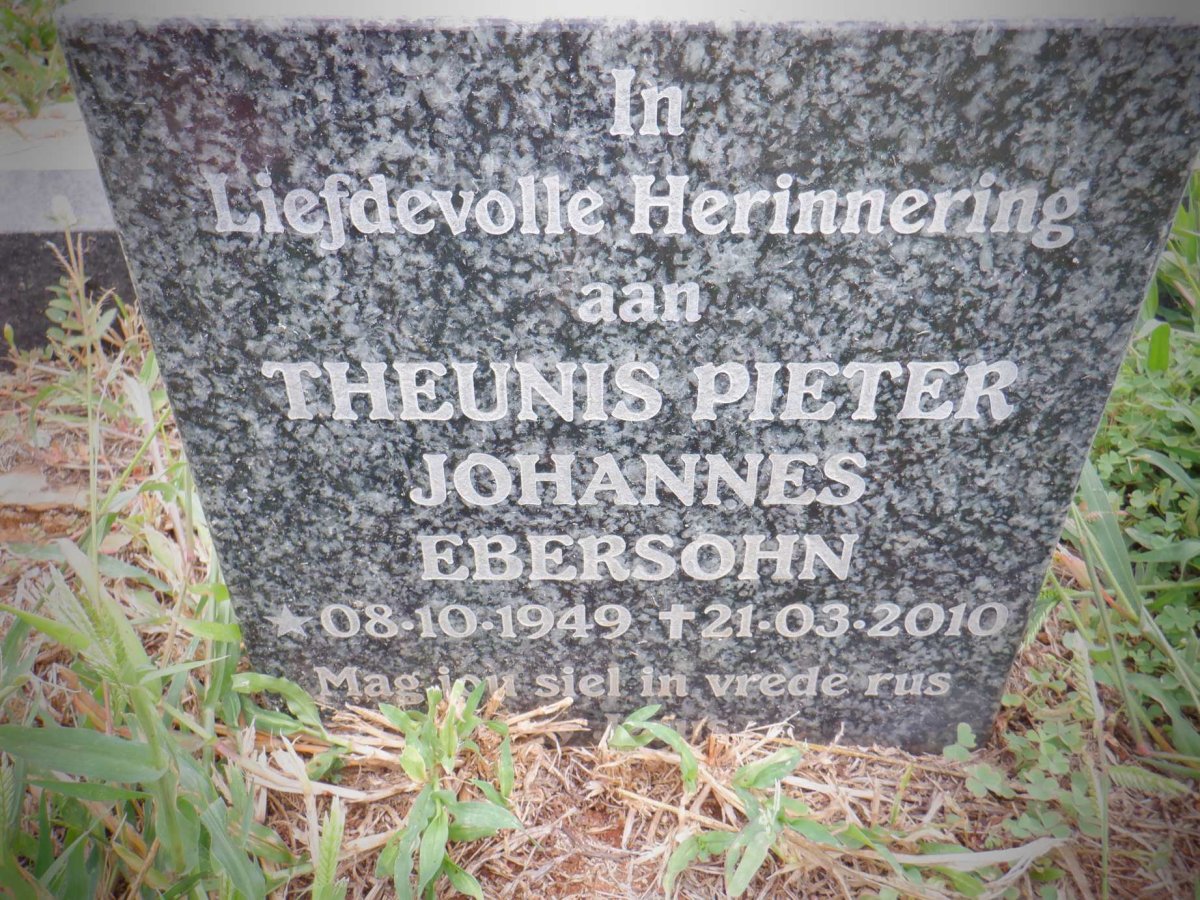 In
Liefdevolle Herinnering
aan
THEUNIS PIETER
JOHANNES
EBERSOHN
★08·10·1949 ✝21·03·2010
Mag jou sjel in vrede rus